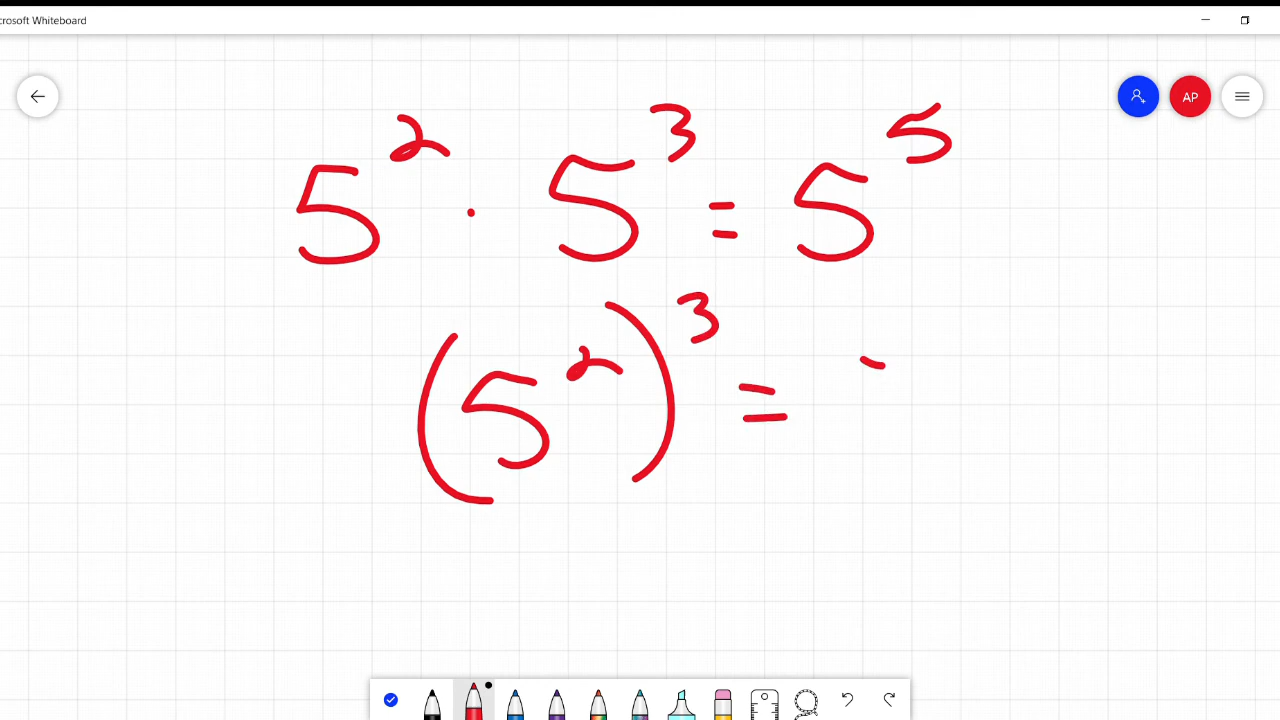 crosoft Whiteboard
AP
5² · 5³ = 5⁵
(5²)³ =